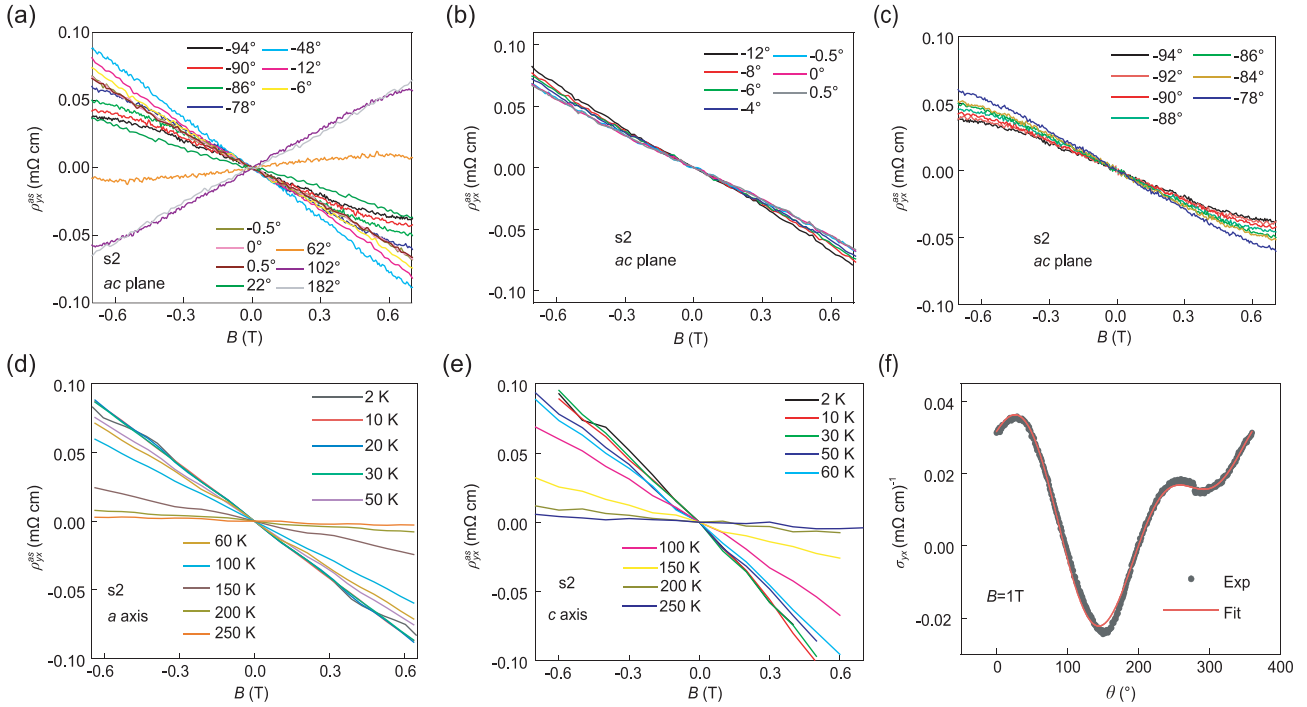 (a)
0.10
0.05
0.00
-0.05
-0.10
ρyx^as (mΩ cm)
-94° -48°
-90° -12°
-86° -6°
-78°
-0.5°
0° 62°
0.5° 102°
22° 182°
s2
ac plane
-0.6 -0.3 0.0 0.3 0.6
B (T)
(b)
0.10
0.05
0.00
-0.05
-0.10
ρyx^as (mΩ cm)
-12° -0.5°
-8° 0°
-6° 0.5°
-4°
s2
ac plane
-0.6 -0.3 0.0 0.3 0.6
B (T)
(c)
0.10
0.05
0.00
-0.05
-0.10
ρyx^as (mΩ cm)
-94° -86°
-92° -84°
-90° -78°
-88°
s2
ac plane
-0.6 -0.3 0.0 0.3 0.6
B (T)
(d)
0.10
0.05
0.00
-0.05
-0.10
ρyx^as (mΩ cm)
2 K
10 K
20 K
30 K
50 K
60 K
100 K
150 K
200 K
250 K
s2
a axis
-0.6 -0.3 0.0 0.3 0.6
B (T)
(e)
0.10
0.05
0.00
-0.05
0.10
ρyx^as (mΩ cm)
2 K
10 K
30 K
50 K
60 K
100 K
150 K
200 K
250 K
s2
c axis
-0.6 -0.3 0.0 0.3 0.6
B (T)
(f)
0.04
0.02
0.00
-0.02
σyx (mΩ cm)⁻¹
B=1T
Exp
Fit
0 100 200 300 400
θ (°)